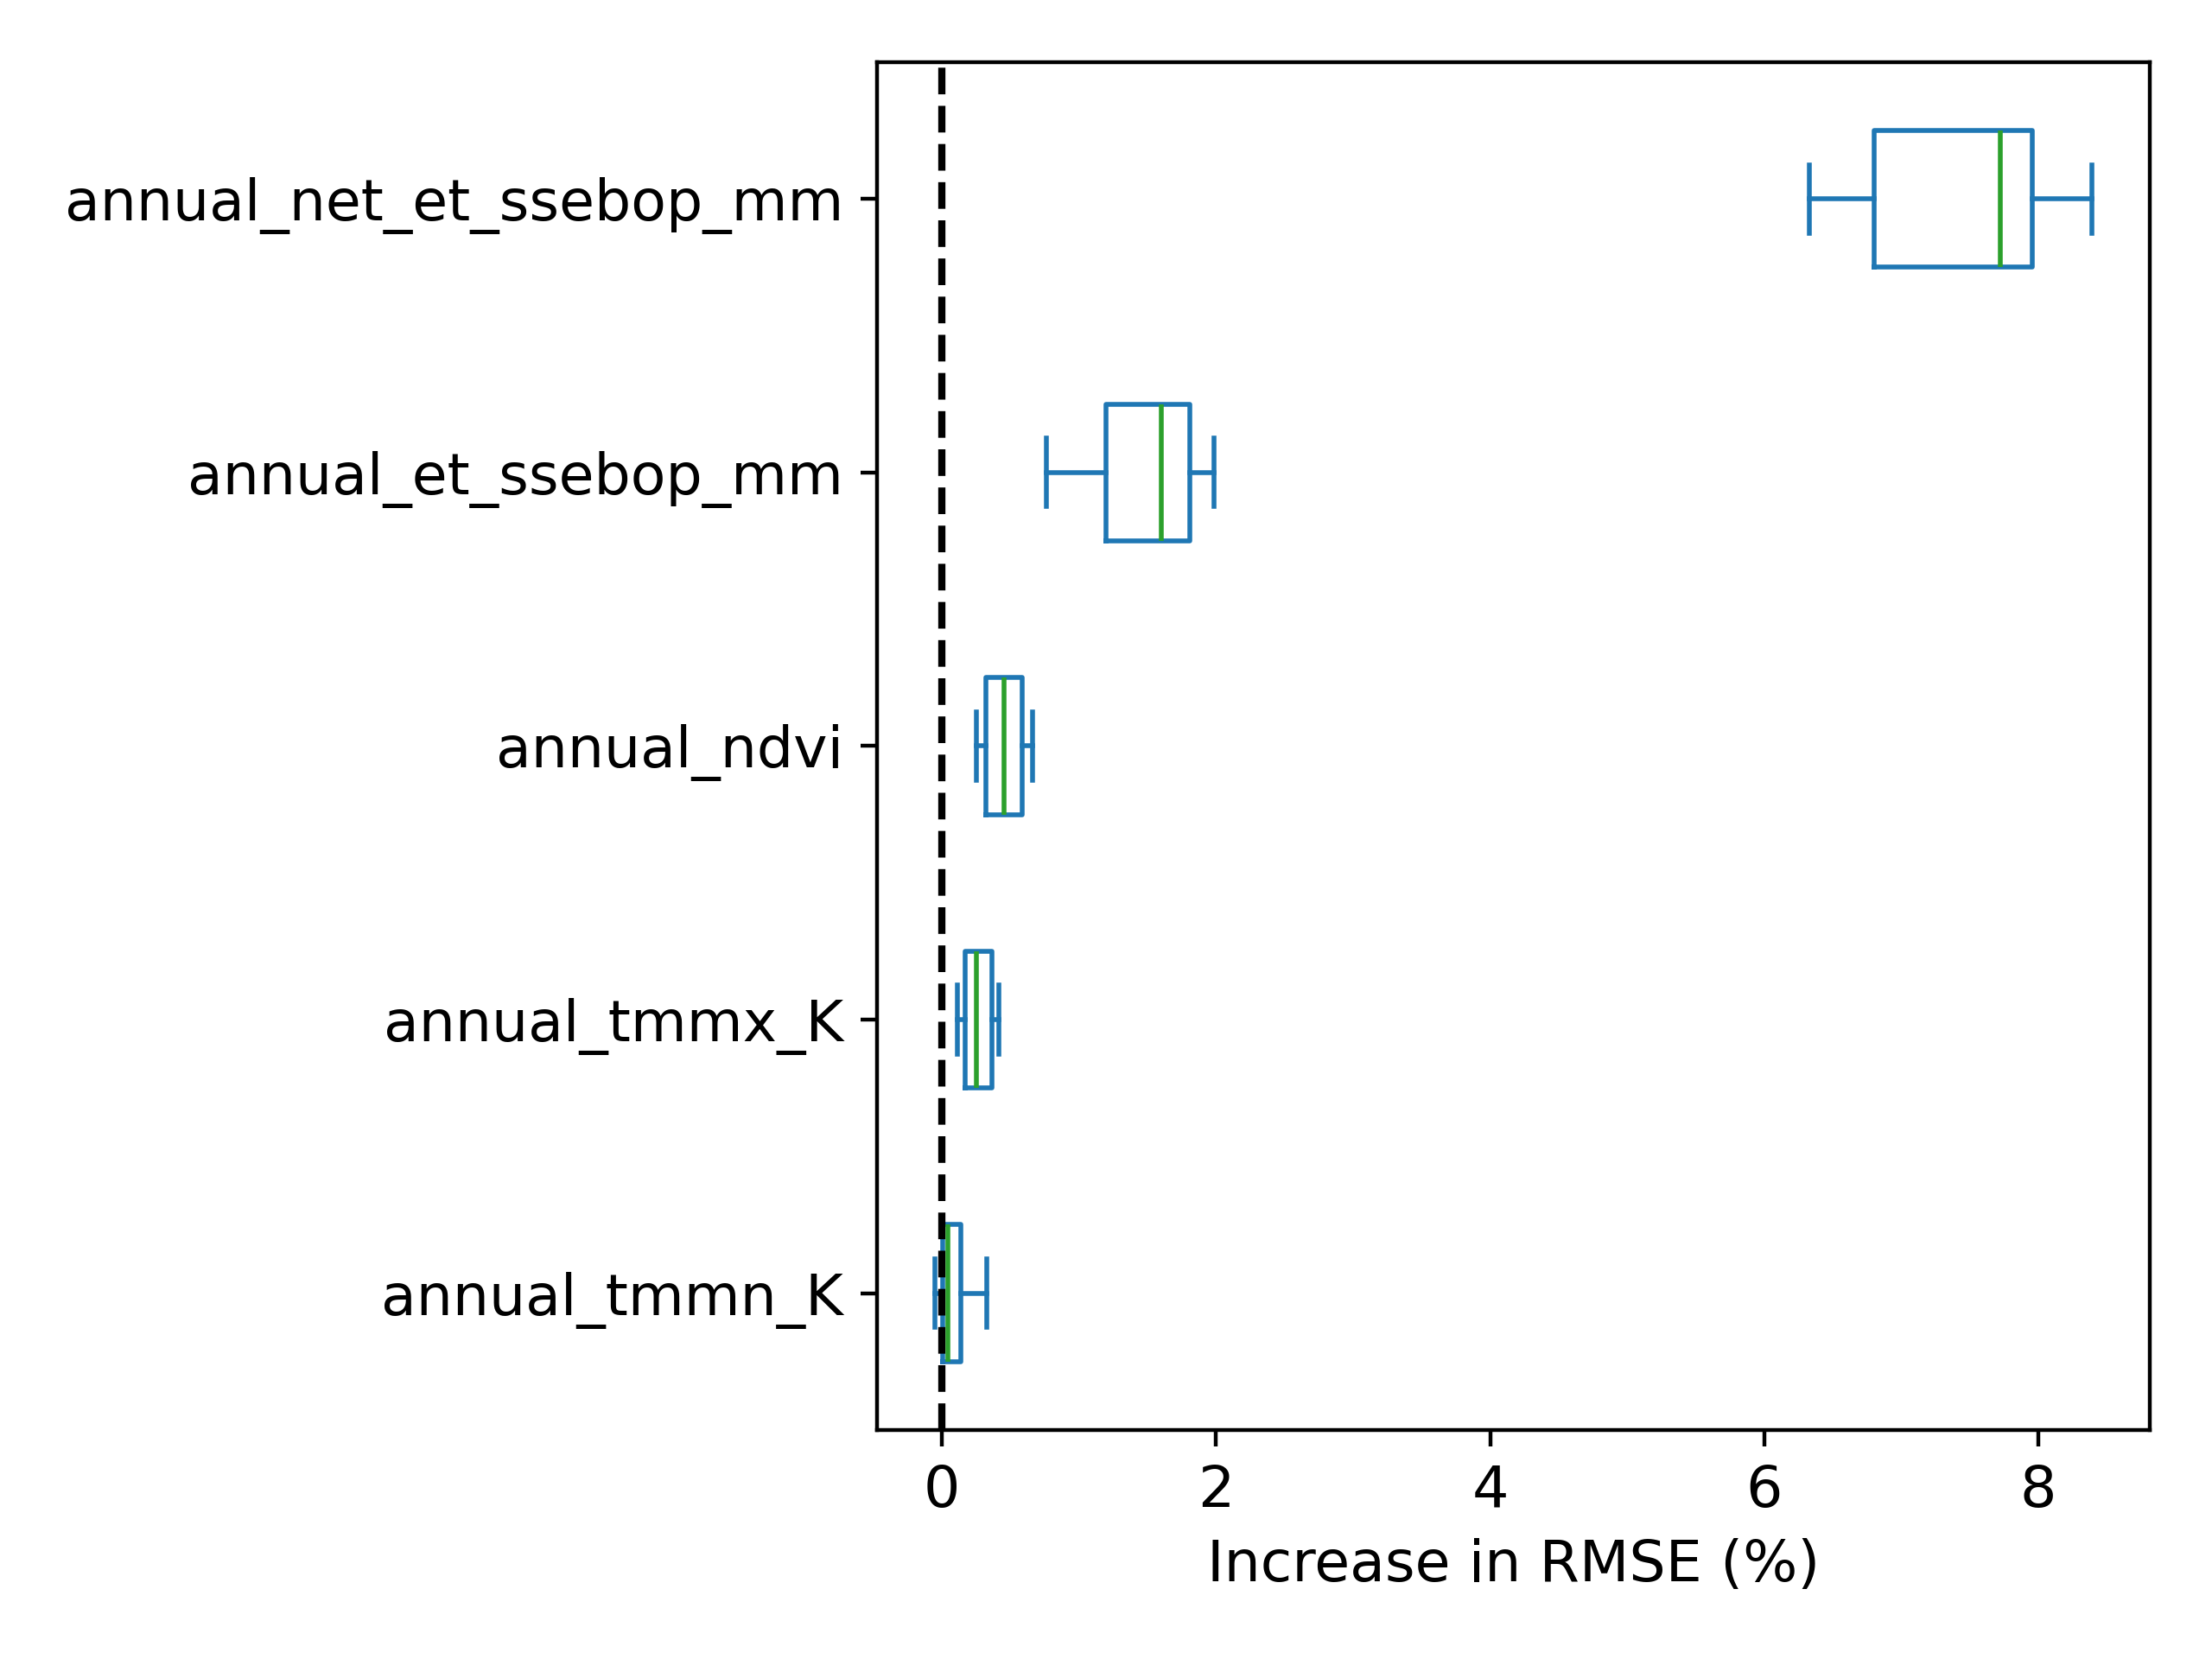 annual_net_et_ssebop_mm
annual_et_ssebop_mm
annual_ndvi
annual_tmmx_K
annual_tmmn_K
0 2 4 6 8
Increase in RMSE (%)